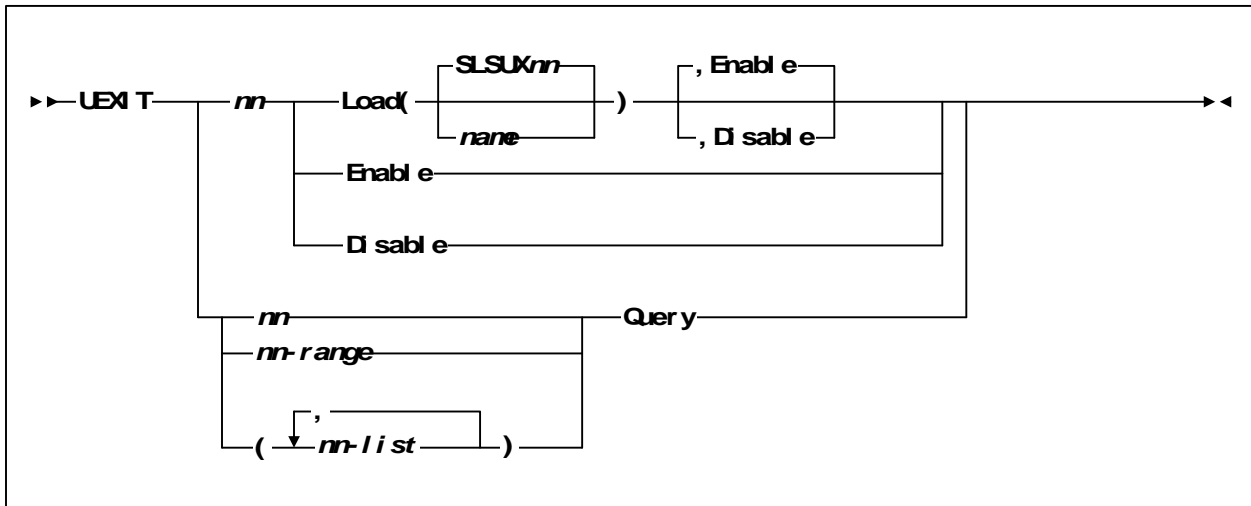 SLSUXnn , Enable
UEXIT nn Load( )
name , Disable
Enable
Disable
nn Query
nn-range
,
( nn-list )